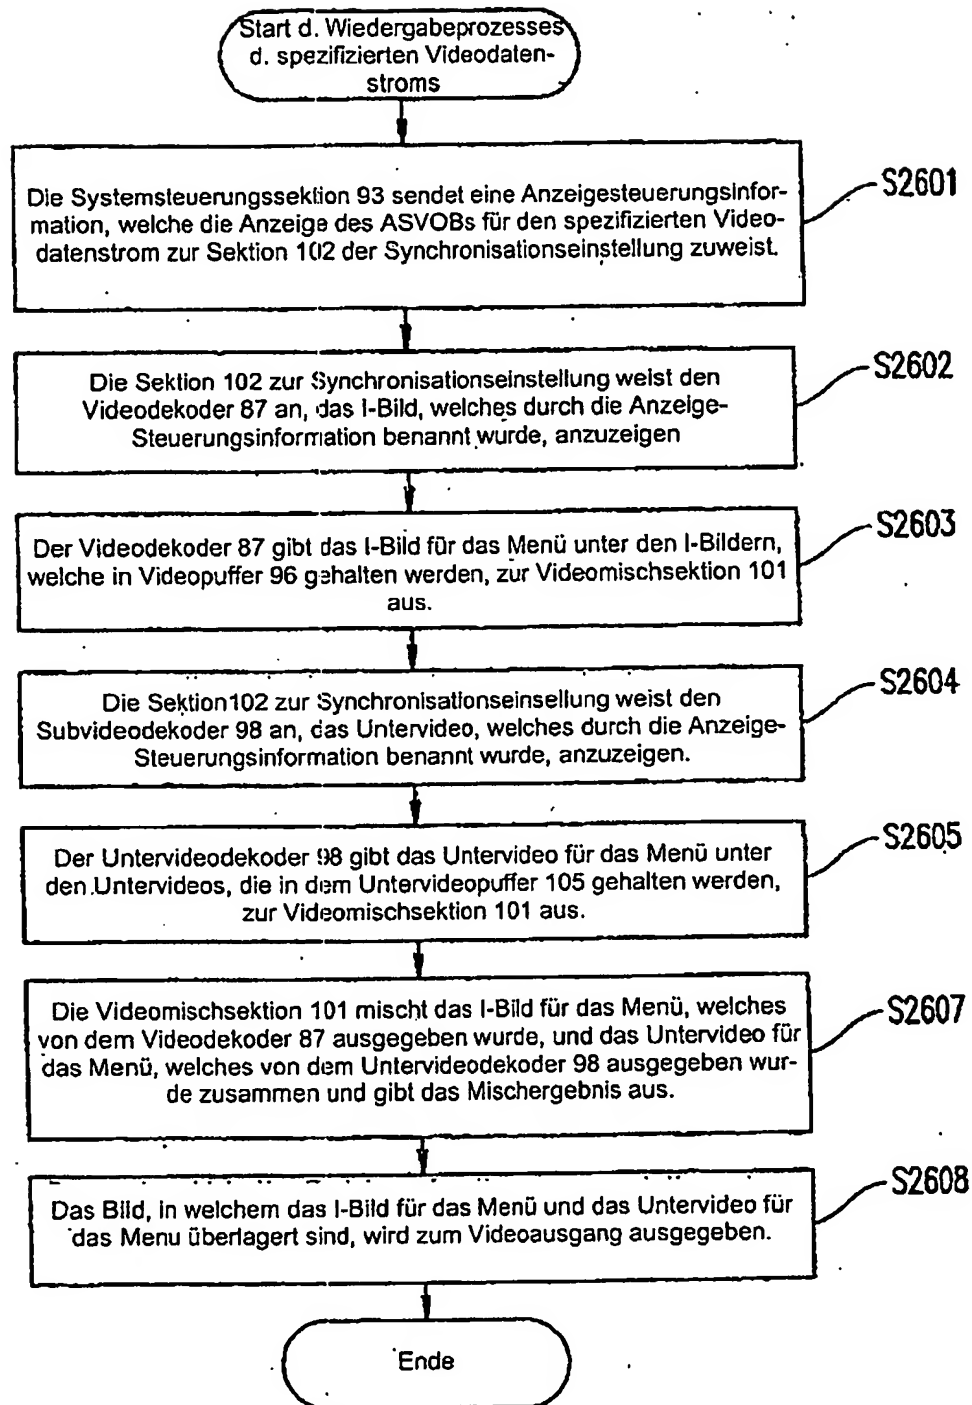 Start d. Wiedergabeprozesses
d. spezifizierten Videodaten-
stroms
Die Systemsteuerungssektion 93 sendet eine Anzeigesteuerungsinfor-
mation, welche die Anzeige des ASVOBs für den spezifizierten Video-
datenstrom zur Sektion 102 der Synchronisationseinstellung zuweist.
S2601
Die Sektion 102 zur Synchronisationseinstellung weist den
Videodekoder 87 an, das I-Bild, welches durch die Anzeige-
Steuerungsinformation benannt wurde, anzuzeigen
S2602
Der Videodekoder 87 gibt das I-Bild für das Menü unter den I-Bildern,
welche in Videopuffer 96 gehalten werden, zur Videomischsektion 101
aus.
S2603
Die Sektion 102 zur Synchronisationseinsellung weist den
Subvideodekoder 98 an, das Untervideo, welches durch die Anzeige-
Steuerungsinformation benannt wurde, anzuzeigen.
S2604
Der Untervideodekoder 98 gibt das Untervideo für das Menü unter
den Untervideos, die in dem Untervideopuffer 105 gehalten werden,
zur Videomischsektion 101 aus.
S2605
Die Videomischsektion 101 mischt das I-Bild für das Menü, welches
von dem Videodekoder 87 ausgegeben wurde, und das Untervideo für
das Menü, welches von dem Untervideodekoder 98 ausgegeben wur-
de zusammen und gibt das Mischergebnis aus.
S2607
Das Bild, in welchem das I-Bild für das Menü und das Untervideo für
das Menu überlagert sind, wird zum Videoausgang ausgegeben.
S2608
Ende